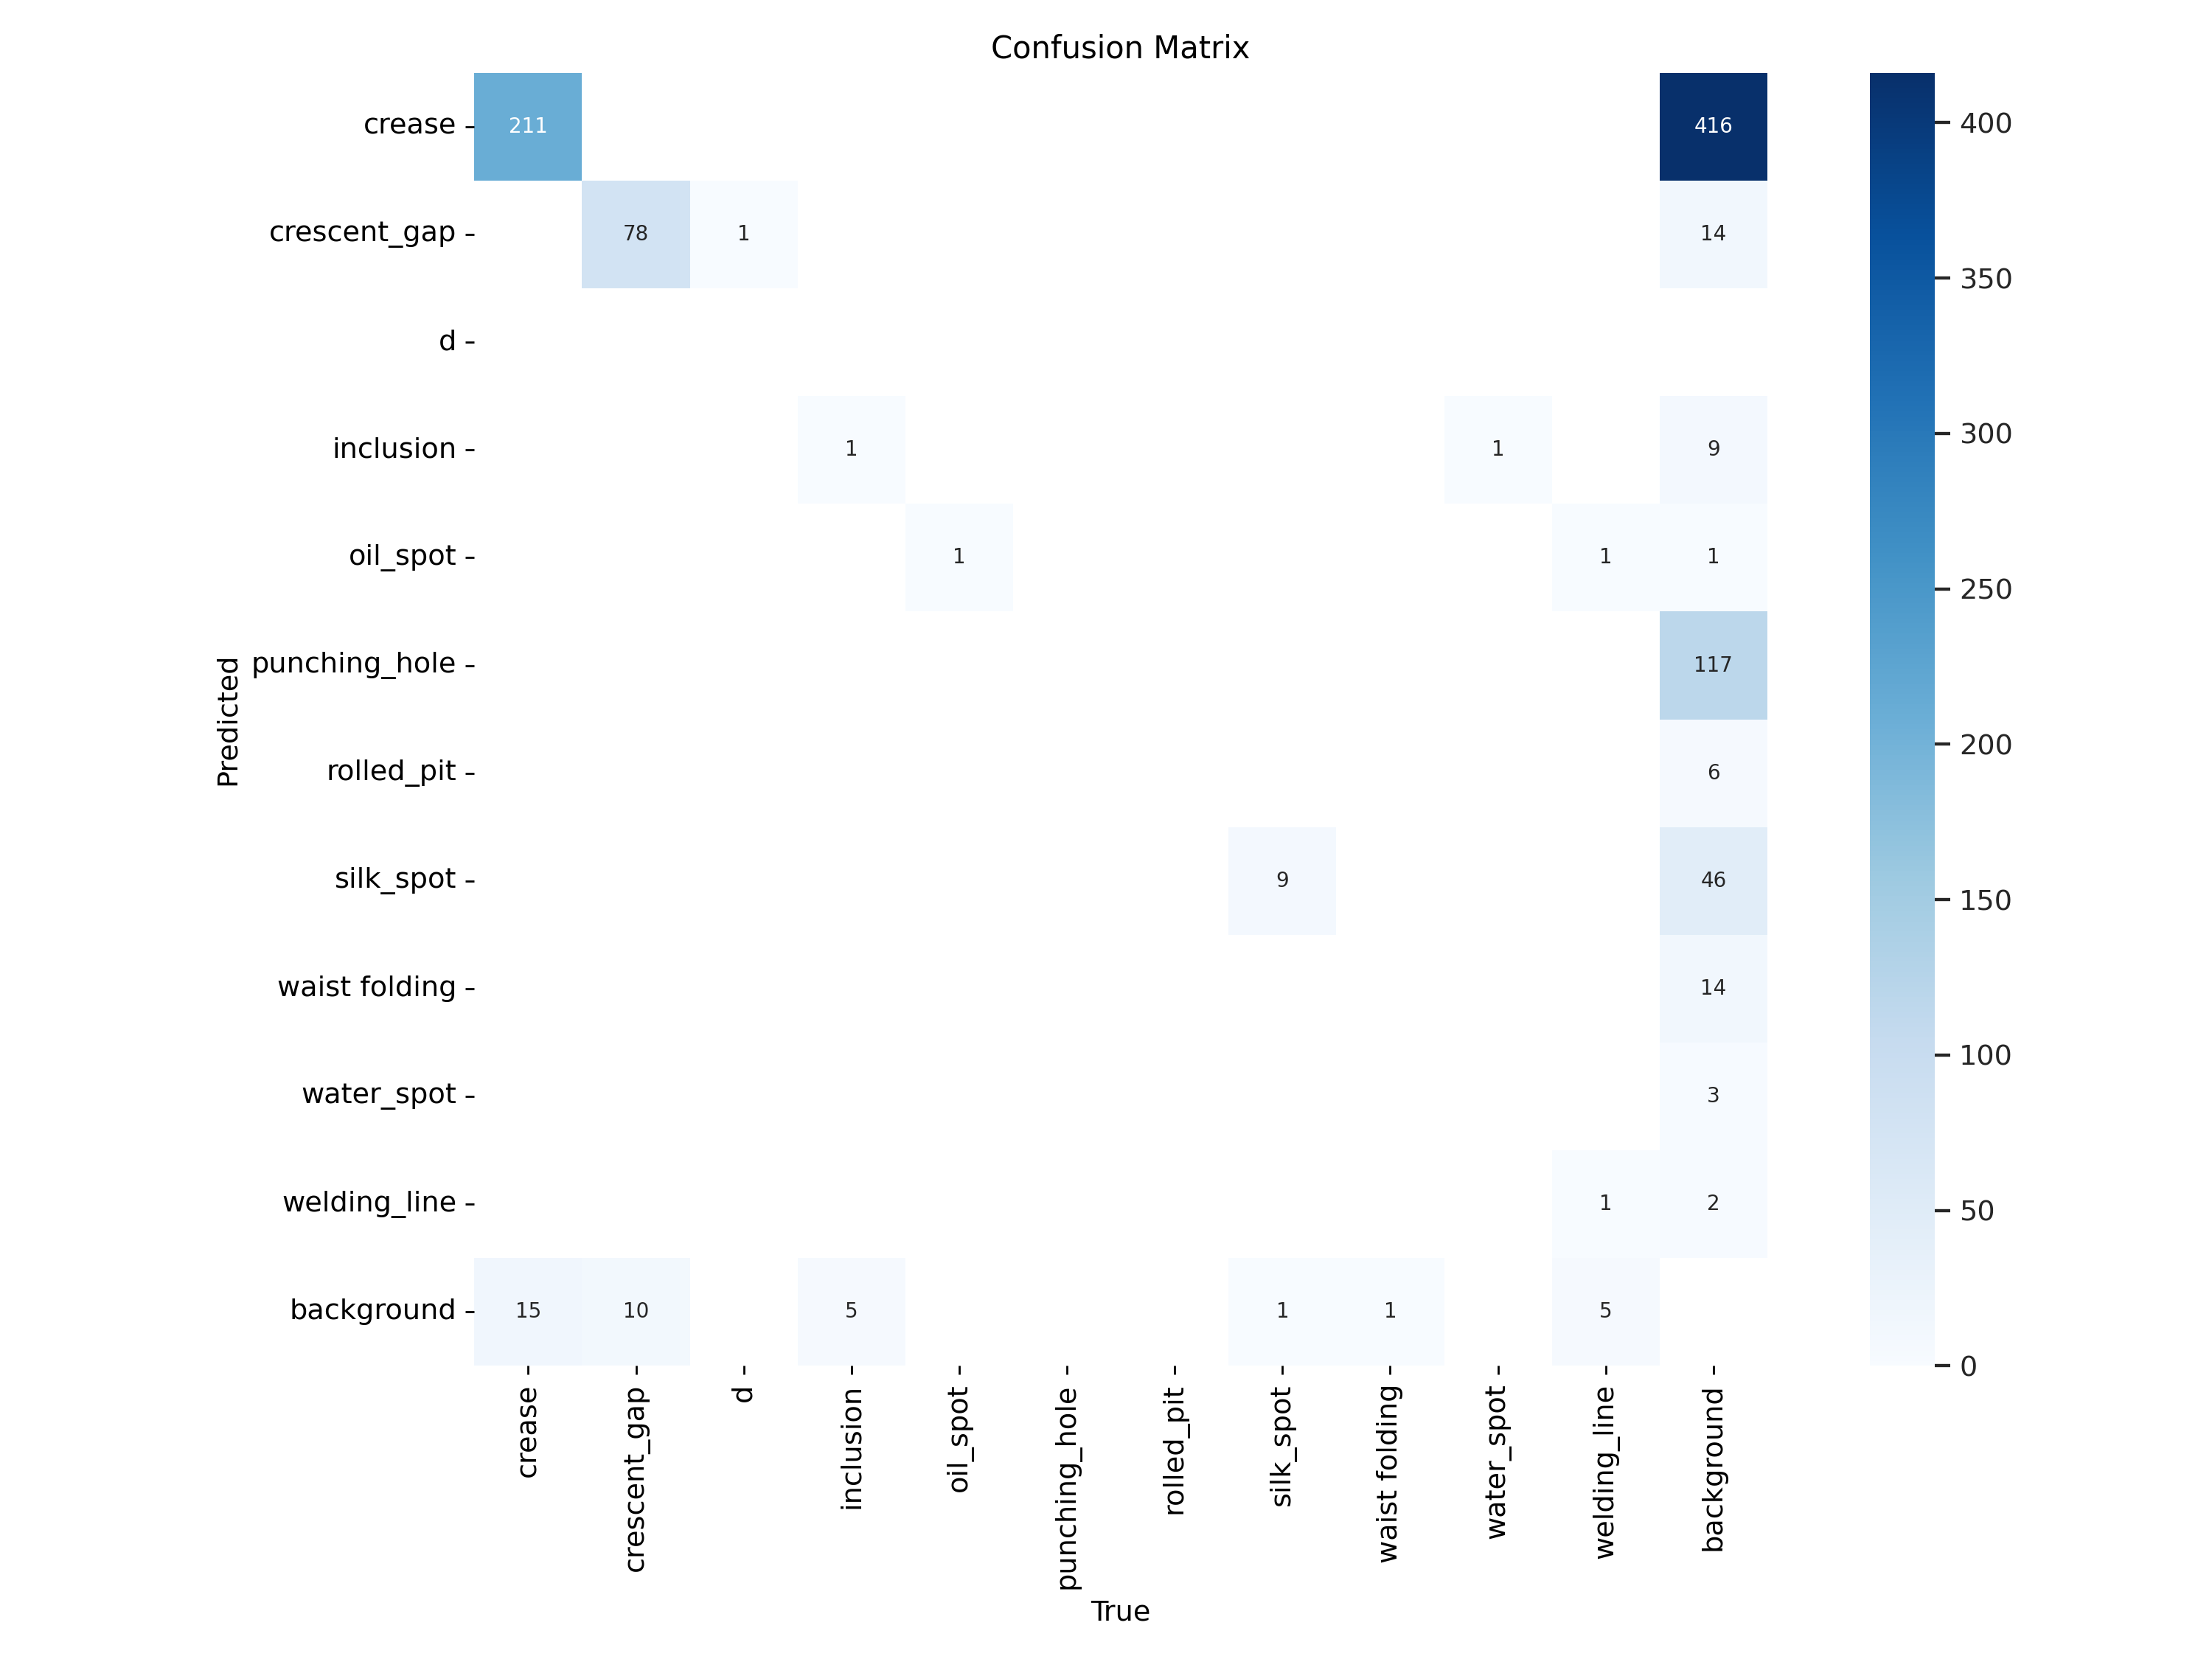 Confusion Matrix
crease 211 416 400
crescent_gap 78 1 14 350
d
inclusion 1 1 9 300
oil_spot 1 1 1 250
Predicted
punching_hole 117
rolled_pit 6 200
silk_spot 9 46 150
waist folding 14
water_spot 3 100
welding_line 1 2 50
background 15 10 5 1 1 5 0
crease crescent_gap d inclusion oil_spot punching_hole rolled_pit silk_spot waist folding water_spot welding_line background
True